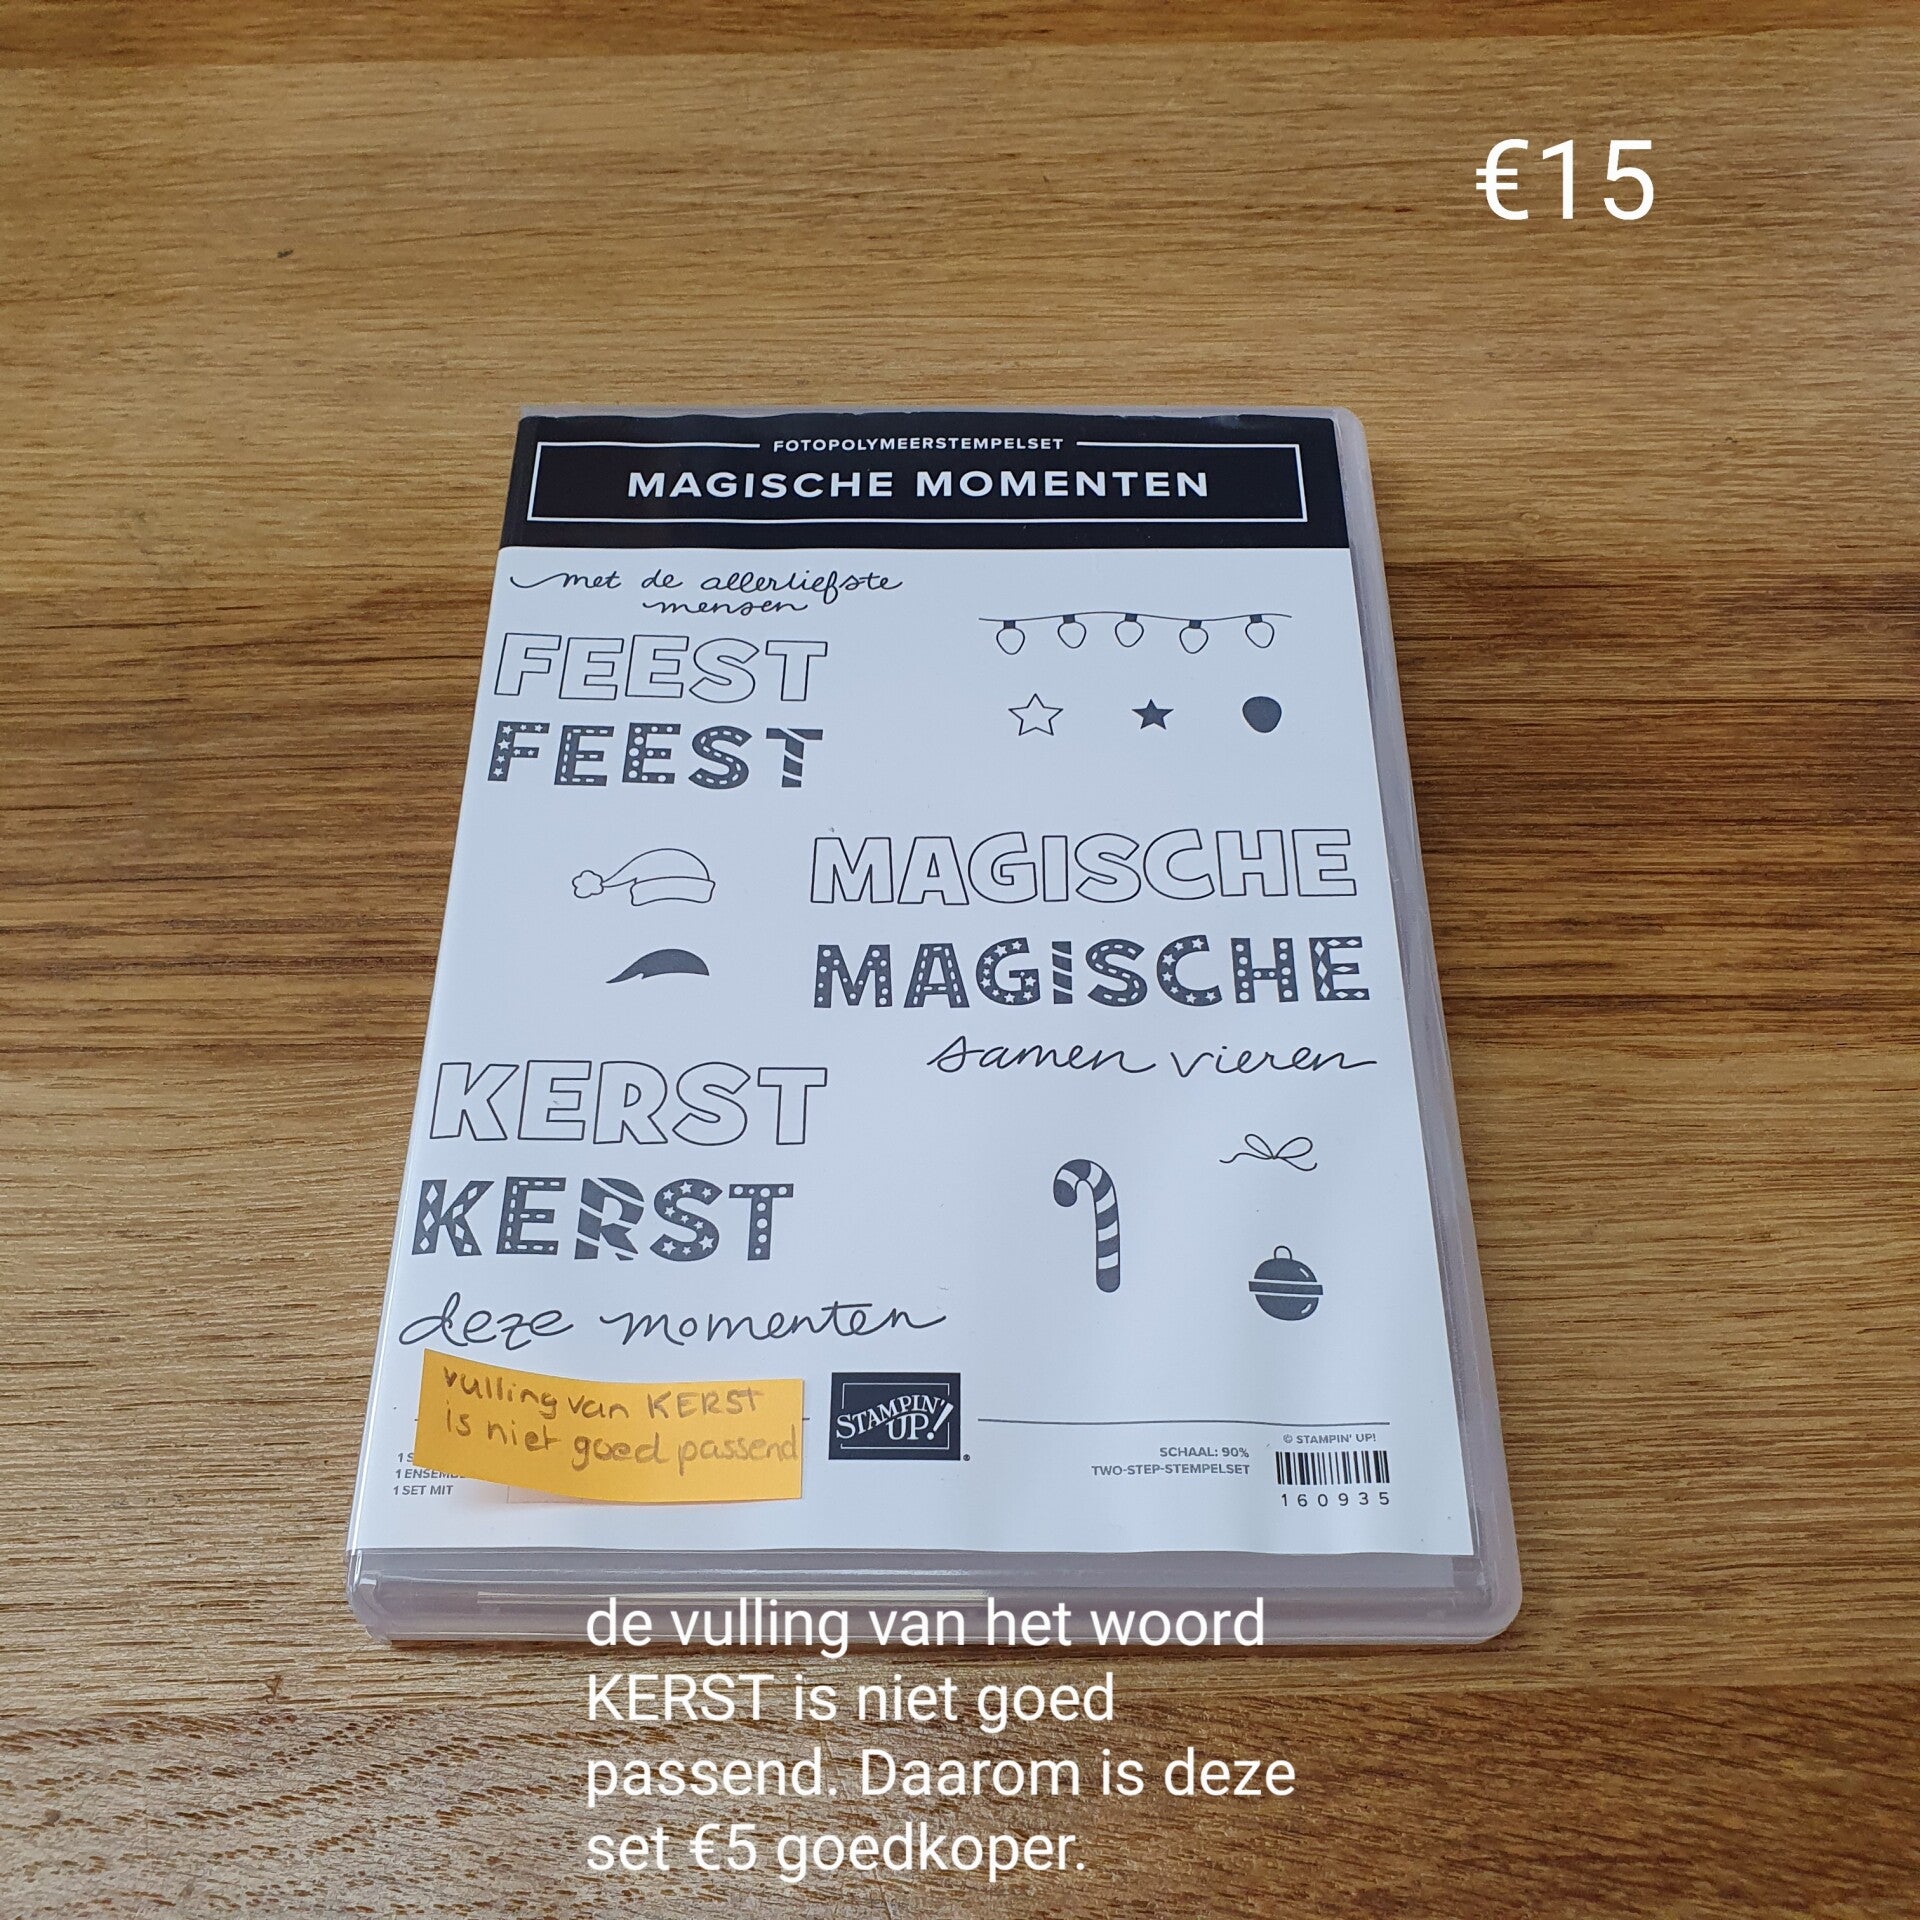 €15
FOTOPOLYMEERSTEMPELSET
MAGISCHE MOMENTEN
met de allerliefste
mensen
FEEST
FEEST
MAGISCHE
MAGISCHE
samen vieren
KERST
KERST
deze momenten
vulling van KERST
is niet goed passend
STAMPIN'
UP!
© STAMPIN' UP!
SCHAAL: 90%
TWO-STEP-STEMPELSET
160935
1
1
1 SET MIT
de vulling van het woord
KERST is niet goed
passend. Daarom is deze
set €5 goedkoper.